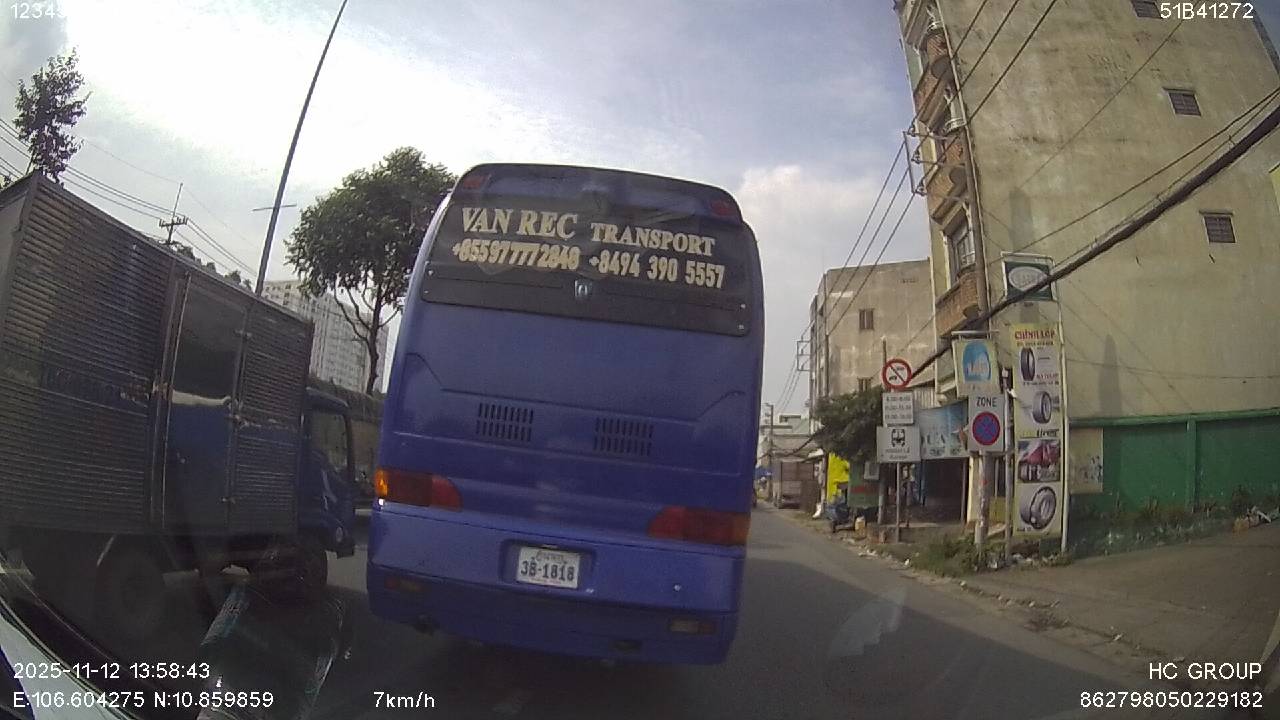 51B41272
VAN REC TRANSPORT
+855977772848 +8494 390 5557
3B-1818
ZONE
2025-11-12 13:58:43
E:106.604275 N:10.859859
7km/h
HC GROUP
862798050229182